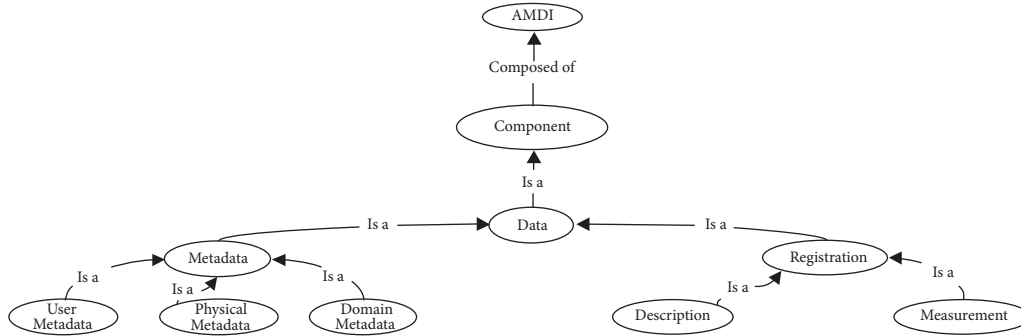 AMDI
Composed of
Component
Is a
Data
Is a
Is a
Metadata
Registration
Is a
Is a
Is a
Is a
Is a
User
Metadata
Physical
Metadata
Domain
Metadata
Description
Measurement